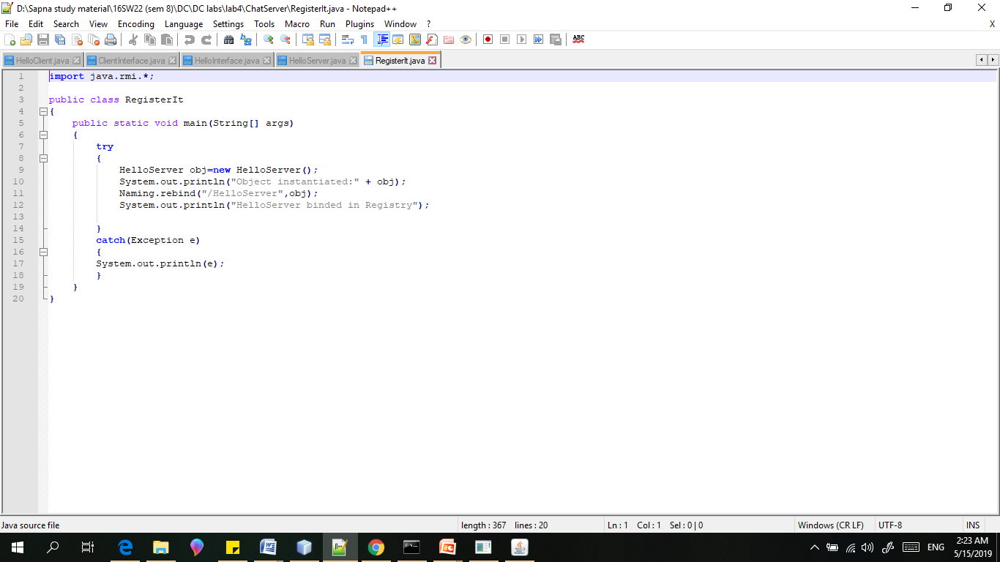 D:\Sapna study material\16SW22 (sem 8)\DC\DC labs\lab4\ChatServer\RegisterIt.java - Notepad++
File Edit Search View Encoding Language Settings Tools Macro Run Plugins Window ? X
ABC
HelloClient.java ClientInterface.java HelloInterface.java HelloServer.java RegisterIt.java
1 import java.rmi.*;
2
3 public class RegisterIt
4 {
5 public static void main(String[] args)
6 {
7 try
8 {
9 HelloServer obj=new HelloServer();
10 System.out.println("Object instantiated:" + obj);
11 Naming.rebind("/HelloServer",obj);
12 System.out.println("HelloServer binded in Registry");
13
14 }
15 catch(Exception e)
16 {
17 System.out.println(e);
18 }
19 }
20 }
Java source file length : 367 lines : 20 Ln : 1 Col : 1 Sel : 0 | 0 Windows (CR LF) UTF-8 INS
ENG 2:23 AM
5/15/2019